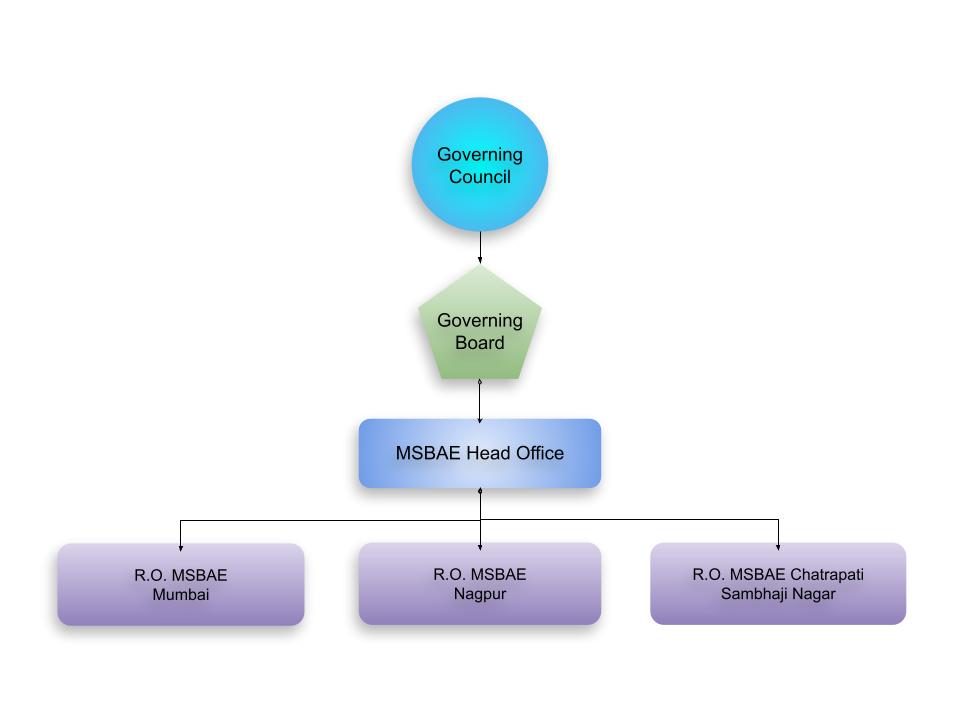 Governing
Council
Governing
Board
MSBAE Head Office
R.O. MSBAE
Mumbai
R.O. MSBAE
Nagpur
R.O. MSBAE Chatrapati
Sambhaji Nagar